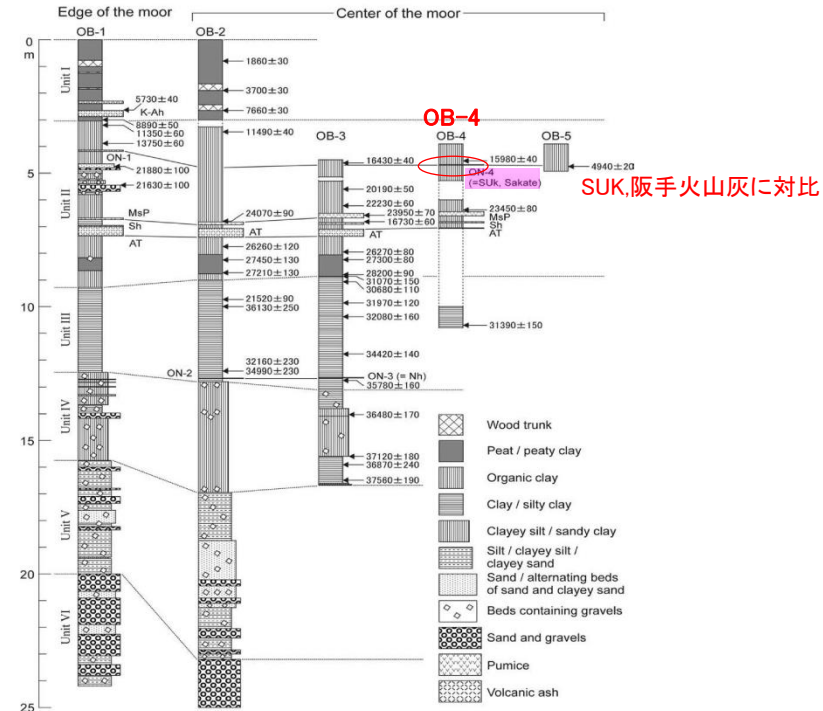 Edge of the moor
Center of the moor
OB-1
OB-2
0
m
5
10
15
20
25
Unit I
Unit II
Unit III
Unit IV
Unit V
Unit VI
5730±40
K-Ah
8890±50
11350±60
13750±60
ON-1
21880±100
21630±100
MsP
Sh
AT
1860±30
3700±30
7660±30
11490±40
24070±90
AT
26260±120
27450±130
27210±130
21520±90
36130±250
32160±230
34990±230
ON-2
OB-3
16430±40
20190±50
22230±60
23950±70
16730±60
AT
26270±80
27300±80
28200±90
31070±150
30680±110
31970±120
32080±160
34420±140
ON-3 (= Nh)
35780±160
36480±170
37120±180
36870±240
37560±190
OB-4
OB-4
15980±40
ON-4
(=SUk, Sakate)
23450±80
MsP
Sh
AT
31390±150
OB-5
4940±20
SUK,阪手火山灰に対比
Wood trunk
Peat / peaty clay
Organic clay
Clay / silty clay
Clayey silt / sandy clay
Silt / clayey silt /
clayey sand
Sand / alternating beds
of sand and clayey sand
Beds containing gravels
Sand and gravels
Pumice
Volcanic ash